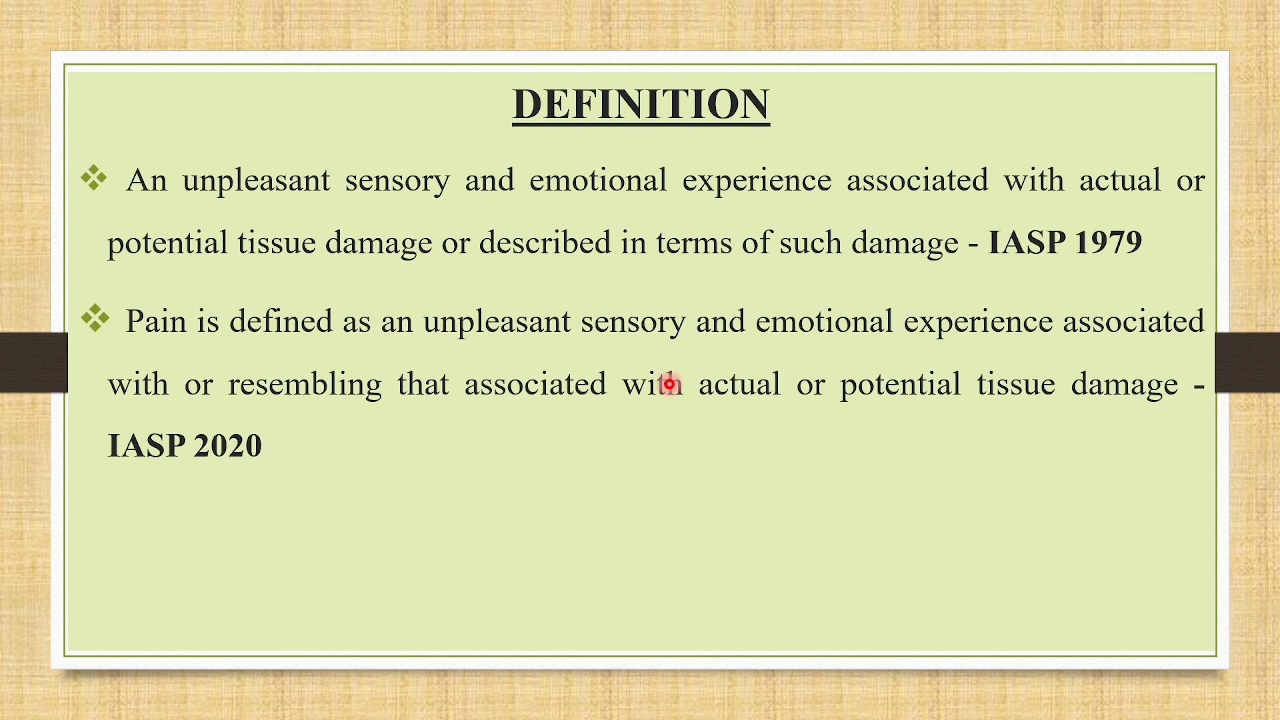 DEFINITION
An unpleasant sensory and emotional experience associated with actual or
potential tissue damage or described in terms of such damage - IASP 1979
Pain is defined as an unpleasant sensory and emotional experience associated
with or resembling that associated with actual or potential tissue damage -
IASP 2020